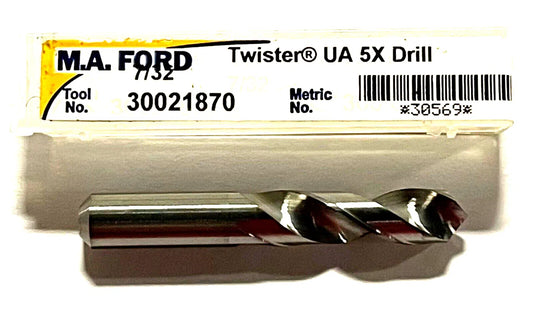 M.A. FORD
Twister® UA 5X Drill
7/32
Tool No. 30021870
Metric No.
*30569*